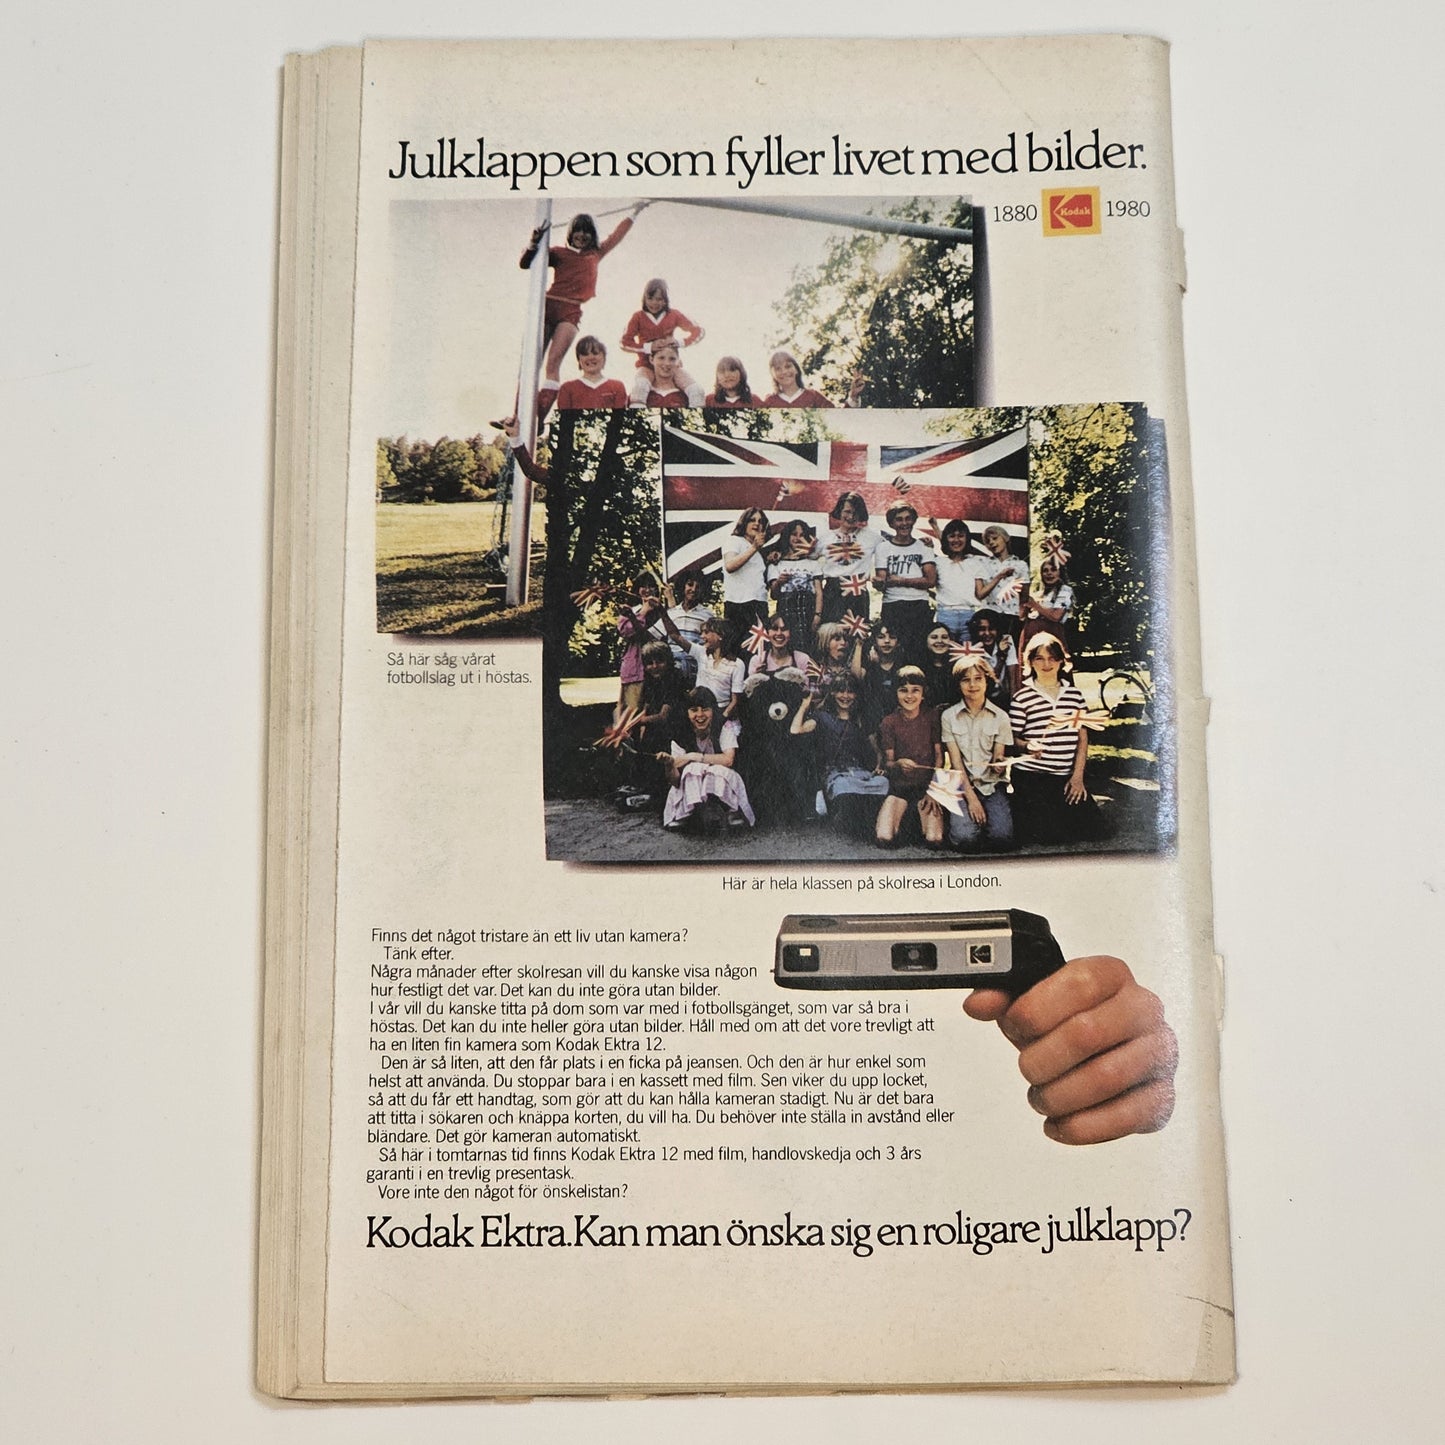 Julklappen som fyller livet med bilder.
1880 Kodak 1980
NEW YORK
CITY
Så här såg vårat
fotbollslag ut i höstas.
Här är hela klassen på skolresa i London.
Finns det något tristare än ett liv utan kamera?
Tänk efter.
Några månader efter skolresan vill du kanske visa någon
hur festligt det var. Det kan du inte göra utan bilder.
I vår vill du kanske titta på dom som var med i fotbollsgänget, som var så bra i
höstas. Det kan du inte heller göra utan bilder. Håll med om att det vore trevligt att
ha en liten fin kamera som Kodak Ektra 12.
Den är så liten, att den får plats i en ficka på jeansen. Och den är hur enkel som
helst att använda. Du stoppar bara i en kassett med film. Sen viker du upp locket,
så att du får ett handtag, som gör att du kan hålla kameran stadigt. Nu är det bara
att titta i sökaren och knäppa korten, du vill ha. Du behöver inte ställa in avstånd eller
bländare. Det gör kameran automatiskt.
Så här i tomtarnas tid finns Kodak Ektra 12 med film, handlovskedja och 3 års
garanti i en trevlig presentask.
Vore inte den något för önskelistan?
Kodak Ektra. Kan man önska sig en roligare julklapp?